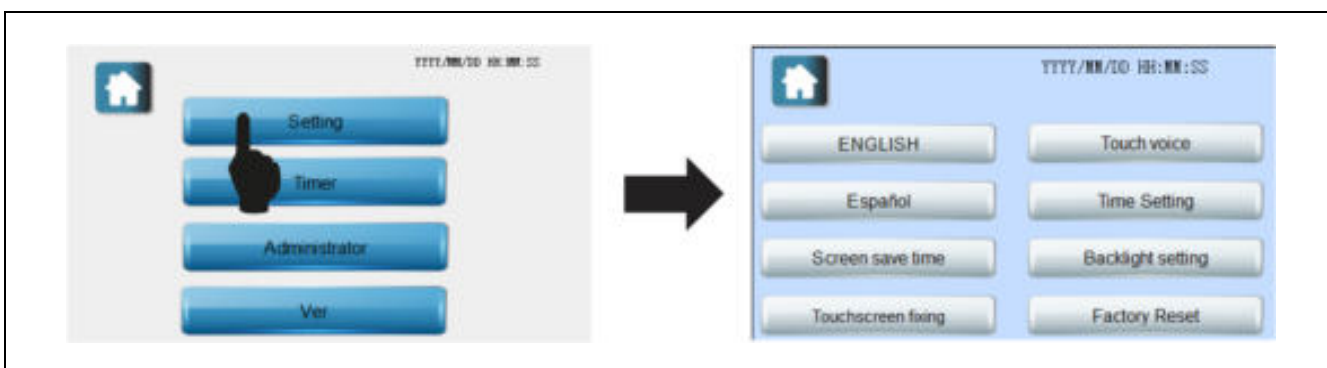 YYYY/MM/DD HH:MM:SS
Setting
Timer
Administrator
Ver
YYYY/MM/DD HH:MM:SS
ENGLISH
Touch voice
Español
Time Setting
Screen save time
Backlight setting
Touchscreen fixing
Factory Reset